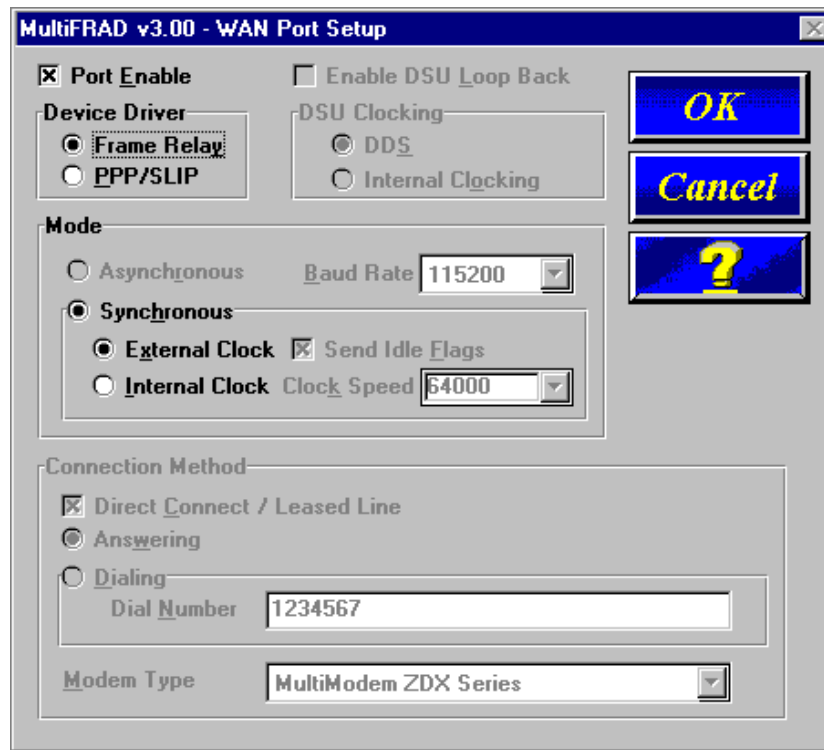 MultiFRAD v3.00 - WAN Port Setup
Port Enable
Enable DSU Loop Back
Device Driver
Frame Relay
PPP/SLIP
DSU Clocking
DDS
Internal Clocking
OK
Cancel
?
Mode
Asynchronous Baud Rate 115200
Synchronous
External Clock Send Idle Flags
Internal Clock Clock Speed 64000
Connection Method
Direct Connect / Leased Line
Answering
Dialing
Dial Number 1234567
Modem Type MultiModem ZDX Series